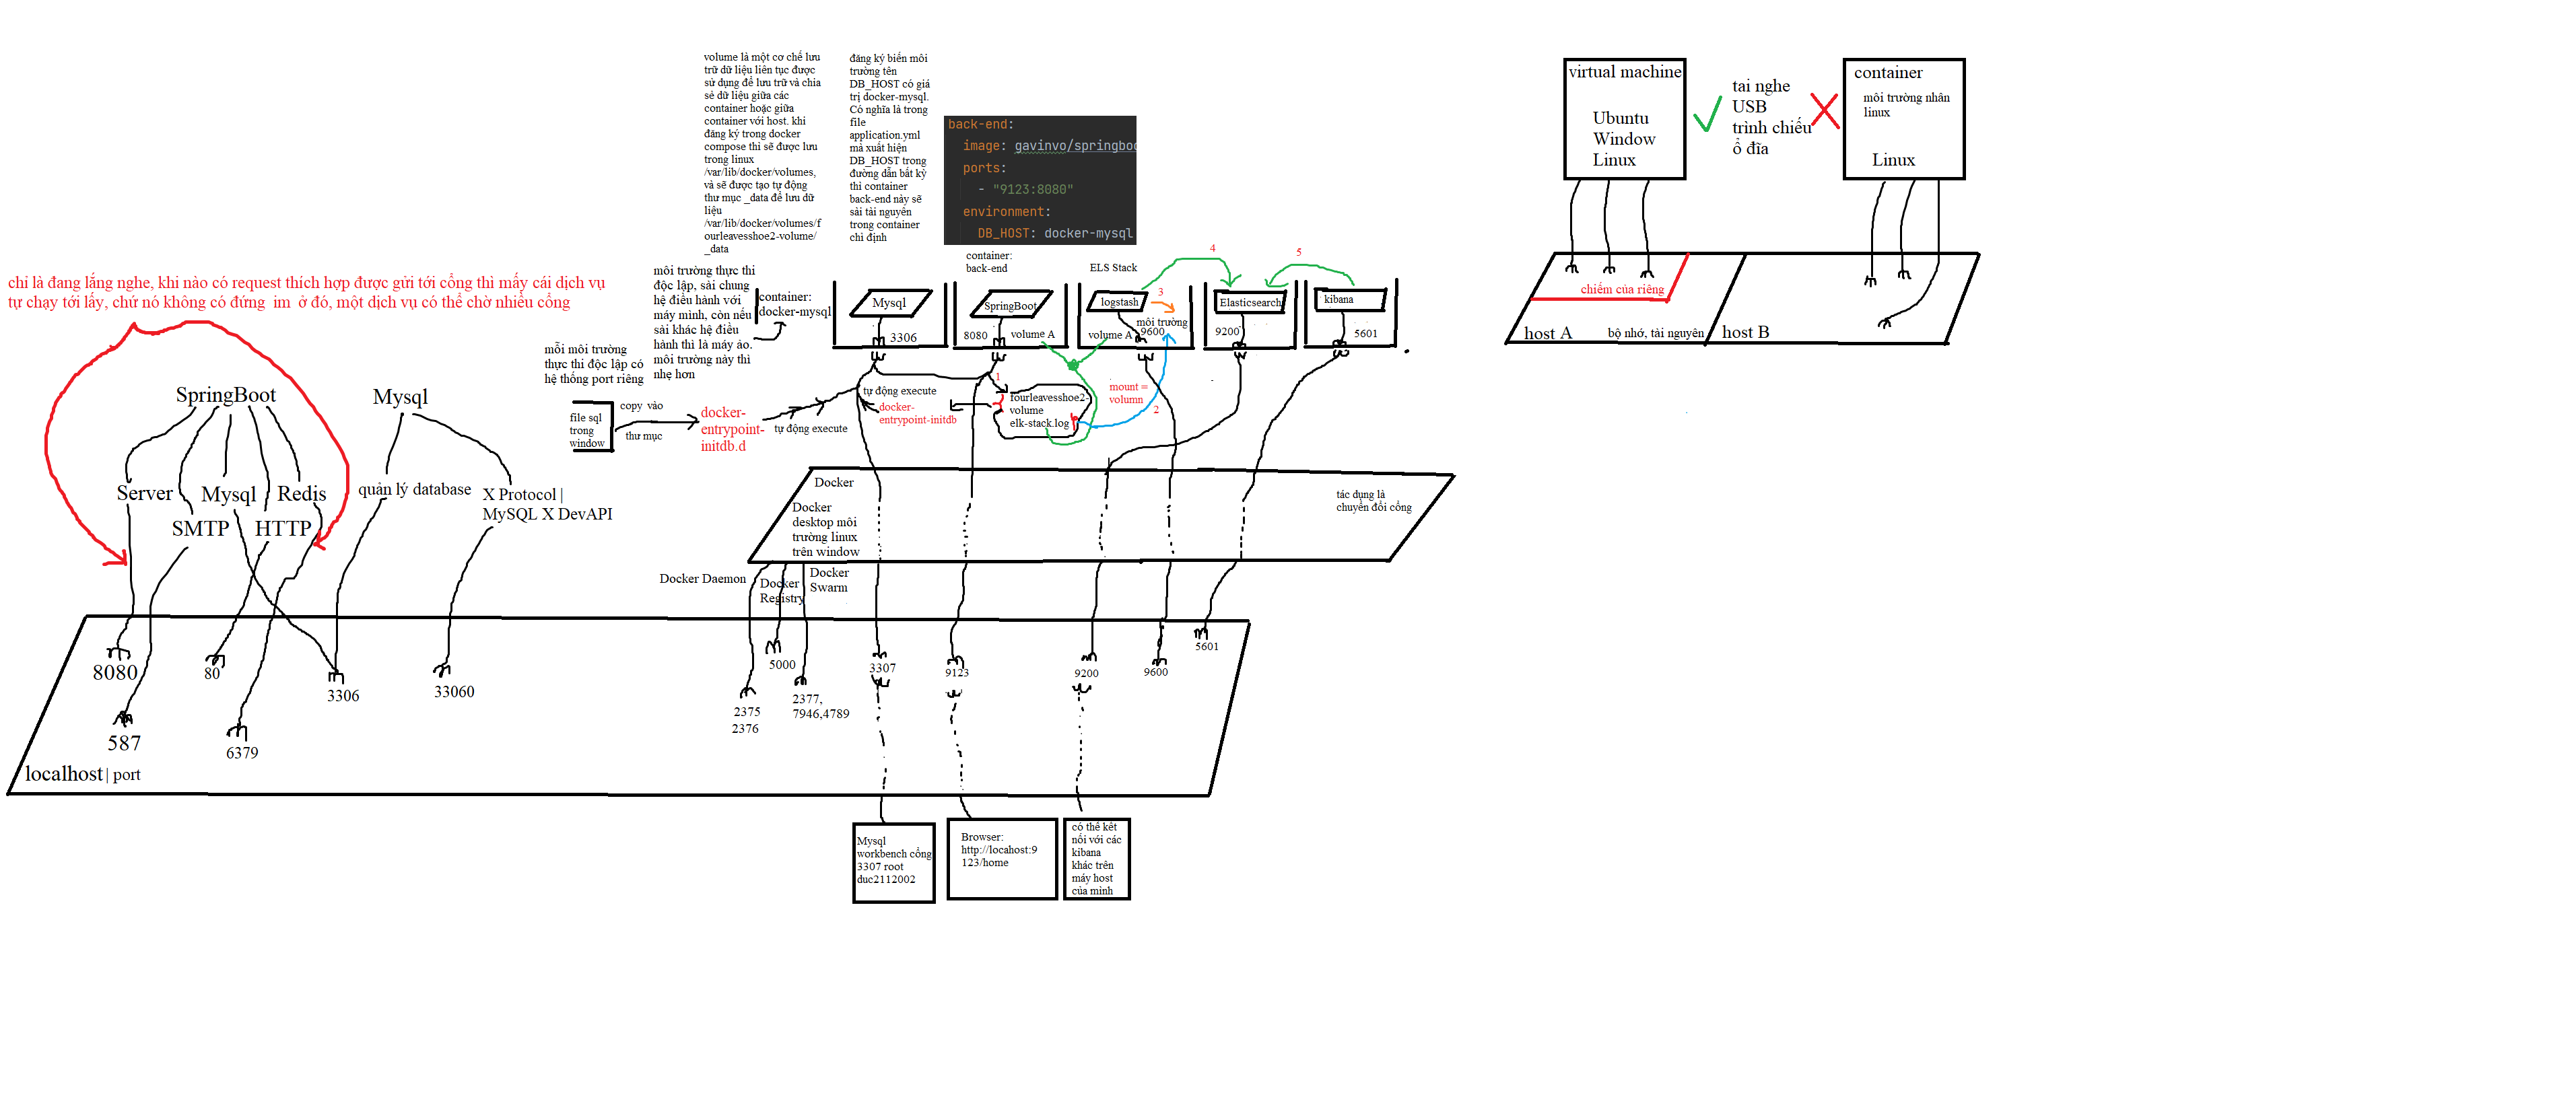 volume là một cơ chế lưu
trữ dữ liệu liên tục được
sử dụng để lưu trữ và chia
sẻ dữ liệu giữa các
container hoặc giữa
container với host. khi
đăng ký trong docker
compose thì sẽ được lưu
trong linux
/var/lib/docker/volumes,
và sẽ được tạo tự động
thư mục _data để lưu dữ
liệu
/var/lib/docker/volumes/f
ourleavesshoe2-volume/
_data
đăng ký biến môi
trường tên
DB_HOST có giá
trị docker-mysql.
Có nghĩa là trong
file
application.yml
mà xuất hiện
DB_HOST trong
đường dẫn bất kỳ
thì container
back-end này sẽ
sài tài nguyên
trong container
chỉ định
back-end:
image: gavinvo/springboo
ports:
- "9123:8080"
environment:
DB_HOST: docker-mysql
virtual machine
Ubuntu
Window
Linux
tai nghe
USB
trình chiếu
ổ đĩa
container
môi trường nhân
linux
Linux
chiếm của riêng
host A
bộ nhớ, tài nguyên
host B
chỉ là đang lắng nghe, khi nào có request thích hợp được gửi tới cổng thì mấy cái dịch vụ
tự chạy tới lấy, chứ nó không có đứng im ở đó, một dịch vụ có thể chờ nhiều cổng
môi trường thực thi
độc lập, sài chung
hệ điều hành với
máy mình, còn nếu
sài khác hệ điều
hành thì là máy ảo.
môi trường này thì
nhẹ hơn
container:
docker-mysql
Mysql
3306
container:
back-end
SpringBoot
8080
volume A
ELS Stack
logstash
3
môi trường
volume A
9600
4
Elasticsearch
9200
5
kibana
5601
mỗi môi trường
thực thi độc lập có
hệ thống port riêng
file sql
trong
window
copy vào
thư mục
docker-
entrypoint-
initdb.d
tự động execute
tự động execute
docker-
entrypoint-initdb
1
fourleavesshoe2-
volume
elk-stack.log
mount =
volumn
2
SpringBoot
Server
Mysql
Redis
SMTP
HTTP
Mysql
quản lý database
X Protocol |
MySQL X DevAPI
Docker
Docker
desktop môi
trường linux
trên window
tác dụng là
chuyển đổi cổng
Docker Daemon
Docker
Registry
Docker
Swarm
8080
80
3306
33060
587
6379
5000
2375
2376
2377,
7946,4789
3307
9123
9200
9600
5601
localhost | port
Mysql
workbench cổng
3307 root
duc2112002
Browser:
http://locahost:9
123/home
có thể kết
nối với các
kibana
khác trên
máy host
của mình